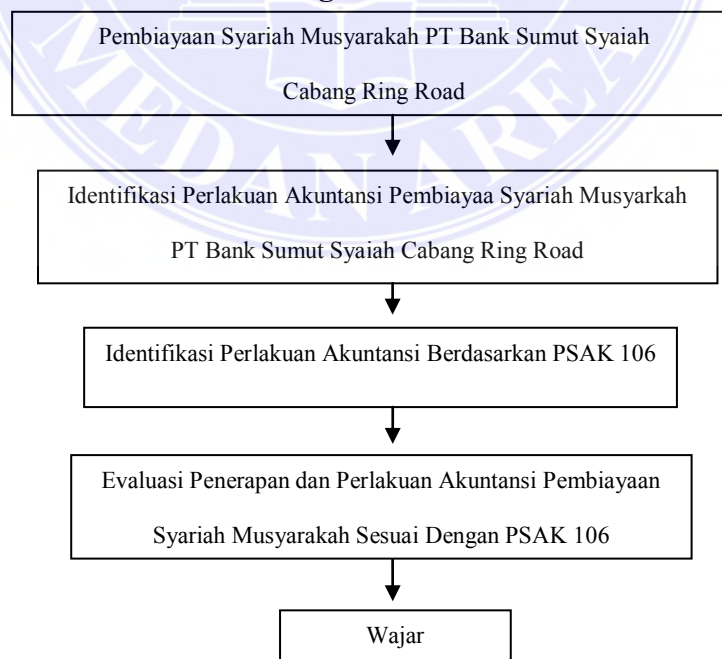 Pembiayaan Syariah Musyarakah PT Bank Sumut Syaiah
Cabang Ring Road
MEDAN AREA
Identifikasi Perlakuan Akuntansi Pembiayaa Syariah Musyarkah
PT Bank Sumut Syaiah Cabang Ring Road
Identifikasi Perlakuan Akuntansi Berdasarkan PSAK 106
Evaluasi Penerapan dan Perlakuan Akuntansi Pembiayaan
Syariah Musyarakah Sesuai Dengan PSAK 106
Wajar